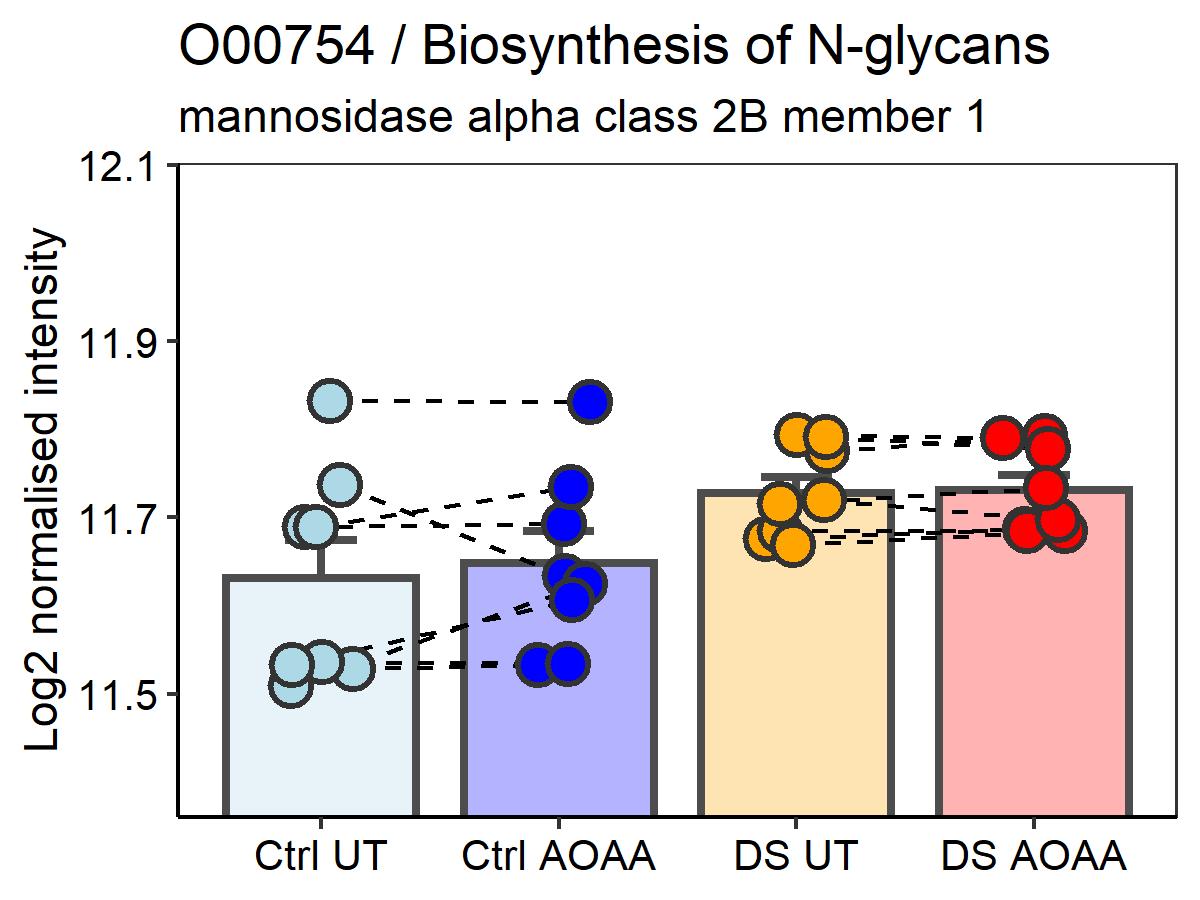 O00754 / Biosynthesis of N-glycans
mannosidase alpha class 2B member 1
Log2 normalised intensity
12.1
11.9
11.7
11.5
Ctrl UT
Ctrl AOAA
DS UT
DS AOAA